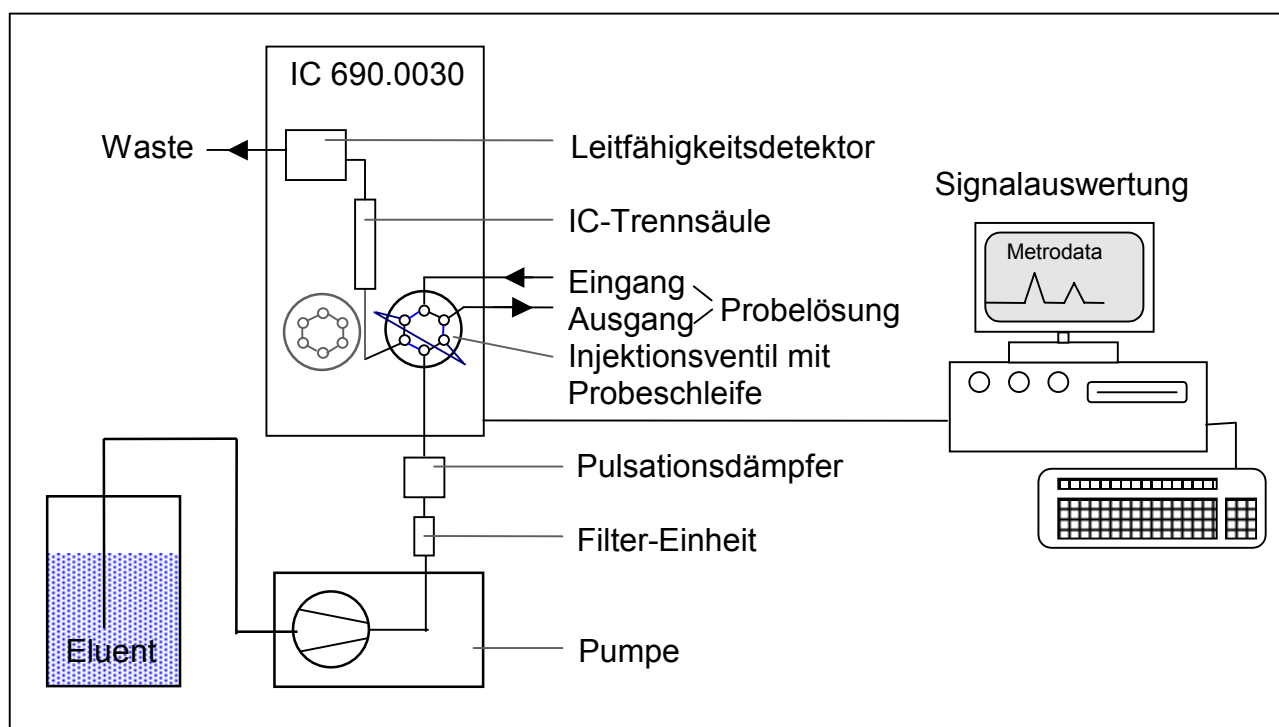 IC 690.0030
Waste
Leitfähigkeitsdetektor
Signalauswertung
IC-Trennsäule
Metrodata
Eingang
Ausgang
Probelösung
Injektionsventil mit
Probeschleife
Pulsationsdämpfer
Filter-Einheit
Eluent
Pumpe